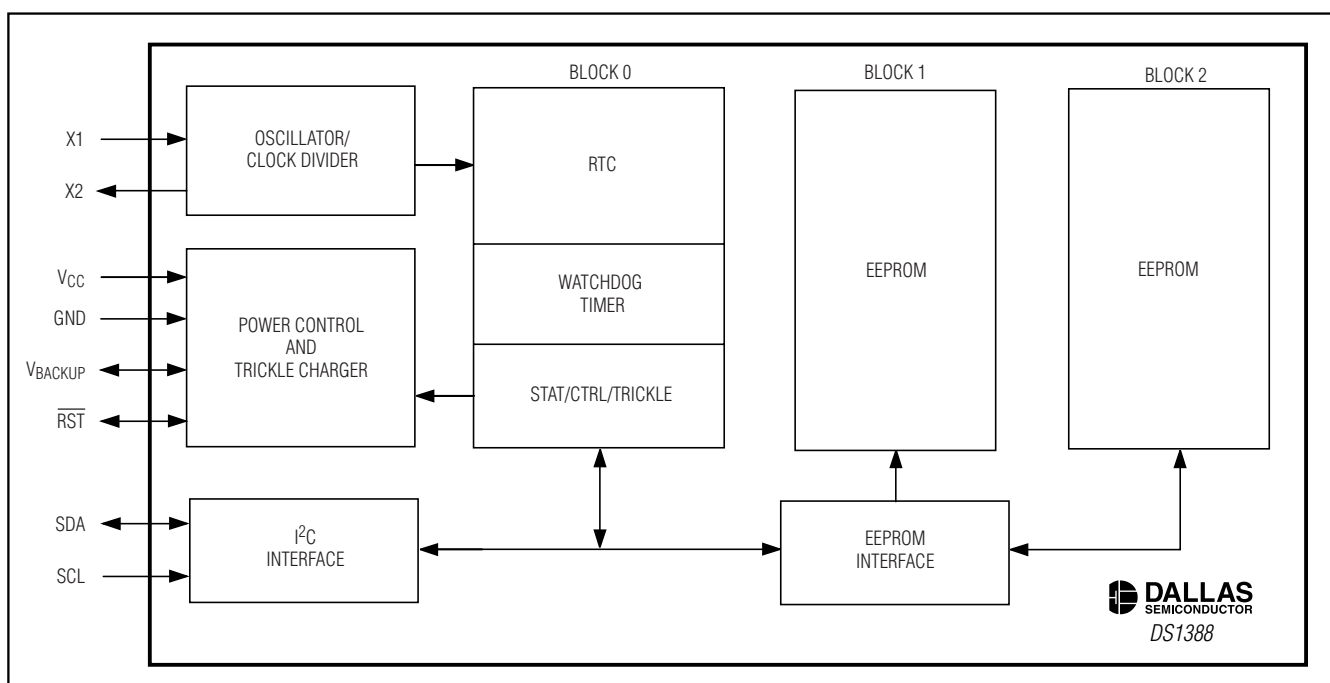 BLOCK 0
BLOCK 1
BLOCK 2
X1
X2
OSCILLATOR/
CLOCK DIVIDER
RTC
WATCHDOG
TIMER
STAT/CTRL/TRICKLE
EEPROM
EEPROM
VCC
GND
VBACKUP
RST
POWER CONTROL
AND
TRICKLE CHARGER
SDA
SCL
I2C
INTERFACE
EEPROM
INTERFACE
DALLAS
SEMICONDUCTOR
DS1388